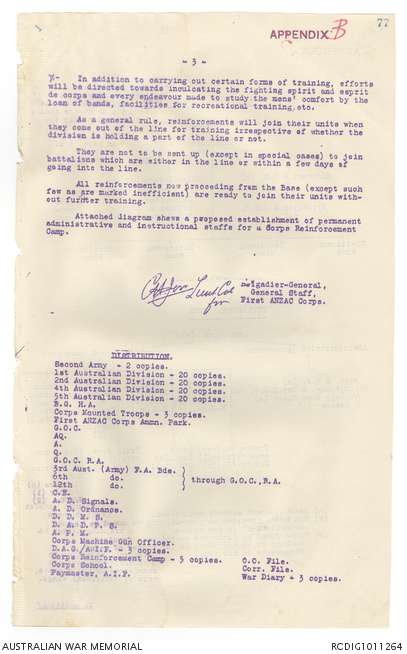 APPENDIX B
77
- 3 -
7.- In addition to carrying out certain forms of training, efforts
will be directed towards inculcating the fighting spirit and esprit
de corps and every endeavour made to study the mens' comfort by the
loan of bands, facilities for recreational training, etc.
As a general rule, reinforcements will join their units when
they come out of the line for training irrespective of whether the
division is holding a part of the line or not.
They are not to be sent up (except in special cases) to join
battalions which are either in the line or within a few days of
going into the line.
All reinforcements now proceeding from the Base (except such
few as are marked inefficient) are ready to join their units with-
out further training.
Attached diagram shews a proposed establishment of permanent
administrative and instructional staffs for a Corps Reinforcement
Camp.
Lieut Col
for
Brigadier-General,
General Staff,
First ANZAC Corps.
DISTRIBUTION.
Second Army - 2 copies.
1st Australian Division - 20 copies.
2nd Australian Division - 20 copies.
4th Australian Division - 20 copies.
5th Australian Division - 20 copies.
B.G. H.A.
Corps Mounted Troops - 3 copies.
First ANZAC Corps Ammn. Park.
G.O.C.
AQ.
A.
Q.
G.O.C. R.A.
3rd Aust. (Army) F.A. Bde. )
6th do. ) through G.O.C.,R.A.
12th do. )
C.E.
A. D. Signals.
A. D. Ordnance.
D. D. M. S.
D. A. D. P. S.
A. P. M.
Corps Machine Gun Officer.
D.A.G./A.I.F. - 3 copies.
Corps Reinforcement Camp - 5 copies. G.O. File.
Corps School. Corr. File.
Paymaster, A.I.F. War Diary - 3 copies.
AUSTRALIAN WAR MEMORIAL
RCDIG1011264